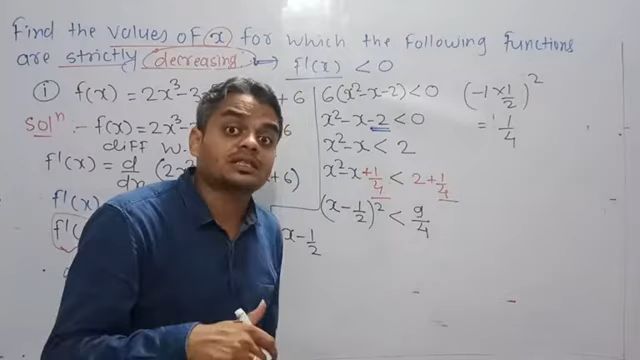 Find the values of x for which the following functions
are strictly decreasing → f'(x) < 0
(i) f(x) = 2x³-3 + 6
Solⁿ - f(x) = 2x³- 6
diff w.
f'(x) = d/dx (2x³ +6)
f'(x)
f'(
6(x²-x-2) < 0
x²-x-2 < 0
x²-x < 2
x²-x+1/4 < 2+1/4
(x-1/2)² < 9/4
x-1/2
(-1×1/2)²
= 1/4